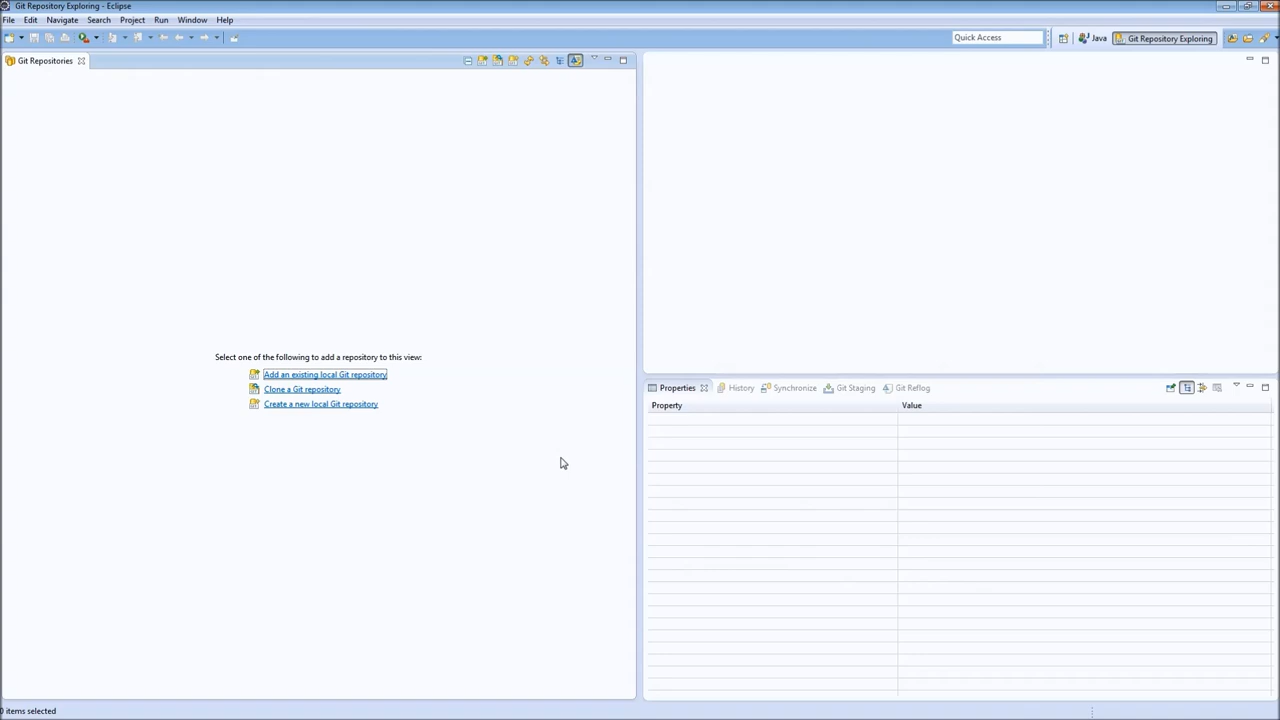 Git Repository Exploring - Eclipse
File Edit Navigate Search Project Run Window Help
Quick Access Java Git Repository Exploring
Git Repositories
Select one of the following to add a repository to this view:
Add an existing local Git repository
Clone a Git repository
Create a new local Git repository
Properties History Synchronize Git Staging Git Reflog
Property Value
0 items selected